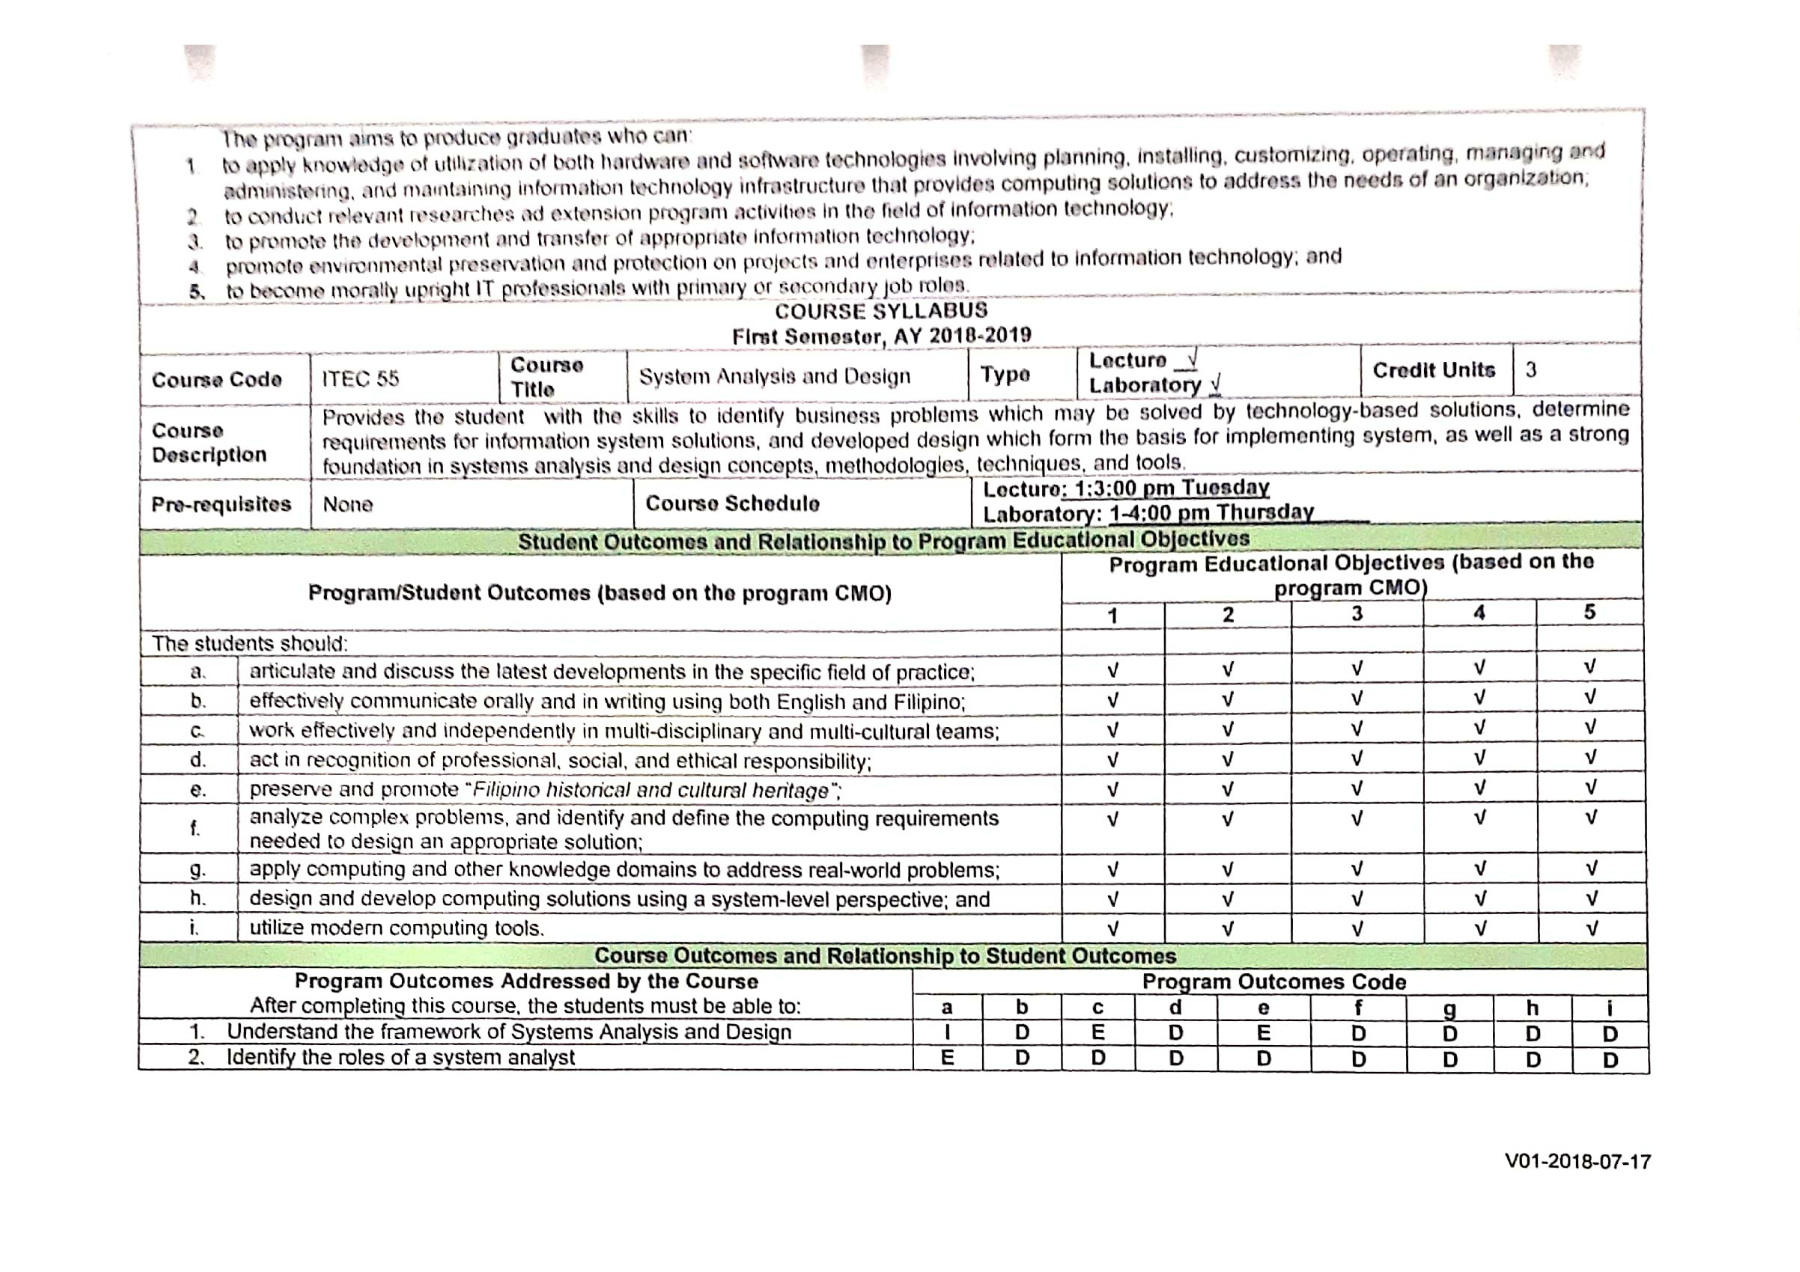 The program aims to produce graduates who can:
1. to apply knowledge of utilization of both hardware and software technologies involving planning, installing, customizing, operating, managing and
administering, and maintaining information technology infrastructure that provides computing solutions to address the needs of an organization;
2. to conduct relevant researches ad extension program activities in the field of information technology;
3. to promote the development and transfer of appropriate information technology;
4. promote environmental preservation and protection on projects and enterprises related to information technology; and
5. to become morally upright IT professionals with primary or secondary job roles.
COURSE SYLLABUS
First Semester, AY 2018-2019
Course Code ITEC 55 Course Title System Analysis and Design Type Lecture √ Laboratory √ Credit Units 3
Course Description
Provides the student with the skills to identify business problems which may be solved by technology-based solutions, determine
requirements for information system solutions, and developed design which form the basis for implementing system, as well as a strong
foundation in systems analysis and design concepts, methodologies, techniques, and tools.
Pre-requisites None Course Schedule Lecture: 1:3:00 pm Tuesday
Laboratory: 1-4:00 pm Thursday
Student Outcomes and Relationship to Program Educational Objectives
Program/Student Outcomes (based on the program CMO)
Program Educational Objectives (based on the
program CMO)
1 2 3 4 5
The students should:
a. articulate and discuss the latest developments in the specific field of practice; √ √ √ √ √
b. effectively communicate orally and in writing using both English and Filipino; √ √ √ √ √
c. work effectively and independently in multi-disciplinary and multi-cultural teams; √ √ √ √ √
d. act in recognition of professional, social, and ethical responsibility; √ √ √ √ √
e. preserve and promote "Filipino historical and cultural heritage"; √ √ √ √ √
f. analyze complex problems, and identify and define the computing requirements √ √ √ √ √
needed to design an appropriate solution;
g. apply computing and other knowledge domains to address real-world problems; √ √ √ √ √
h. design and develop computing solutions using a system-level perspective; and √ √ √ √ √
i. utilize modern computing tools. √ √ √ √ √
Course Outcomes and Relationship to Student Outcomes
Program Outcomes Addressed by the Course Program Outcomes Code
After completing this course, the students must be able to: a b c d e f g h i
1. Understand the framework of Systems Analysis and Design I D E D E D D D D
2. Identify the roles of a system analyst E D D D D D D D D
V01-2018-07-17